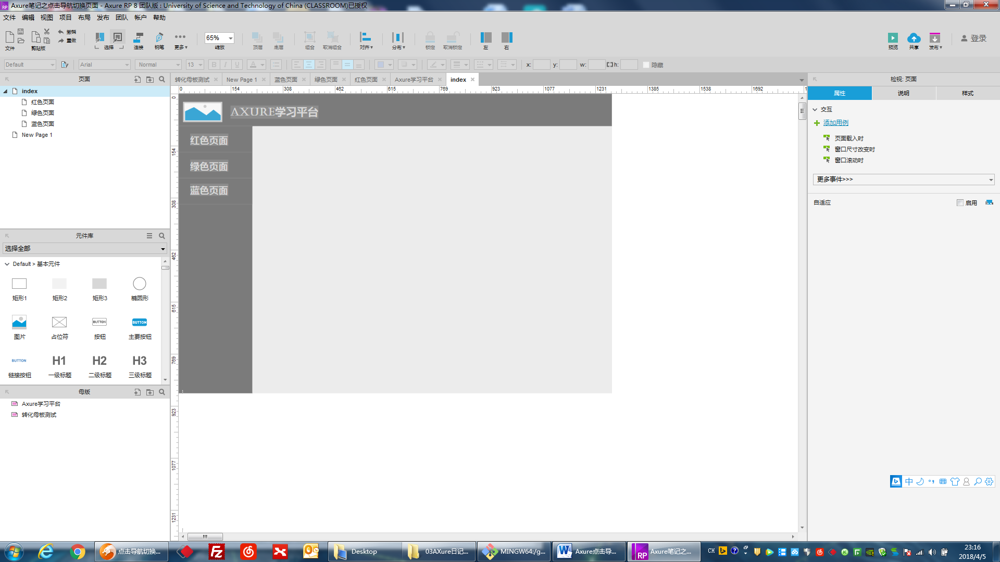 Axure笔记之点击导航切换页面 - Axure RP 8 团队版 : University of Science and Technology of China (CLASSROOM)已授权
文件 编辑 视图 项目 布局 发布 团队 帐户 帮助
撤销
重做
65%
文件 剪贴板 选择 连接 钢笔 更多 缩放 顶层 底层 组合 取消组合 对齐 分布 锁定 取消锁定 左 右 预览 共享 发布 登录
Default Arial Normal 13 B I U A x: y: w: h: 隐藏
页面
转化母板测试 New Page 1 蓝色页面 绿色页面 红色页面 Axure学习平台 index
检视: 页面
0 154 308 462 615 769 923 1077 1231 1385 1538 1692
index
红色页面
绿色页面
蓝色页面
New Page 1
属性 说明 样式
交互
添加用例
页面载入时
窗口尺寸改变时
窗口滚动时
更多事件>>>
自适应 启用
AXURE学习平台
红色页面
绿色页面
蓝色页面
0
154
308
462
615
769
923
1077
1231
元件库
选择全部
Default > 基本元件
矩形1 矩形2 矩形3 椭圆形
BUTTON BUTTON
图片 占位符 按钮 主要按钮
BUTTON H1 H2 H3
链接按钮 一级标题 二级标题 三级标题
母版
Axure学习平台
转化母板测试
中
点击导航切换... Desktop 03AXure日记... MINGW64:/g... Axure点击导... Axure笔记之...
CH
23:16
2018/4/5